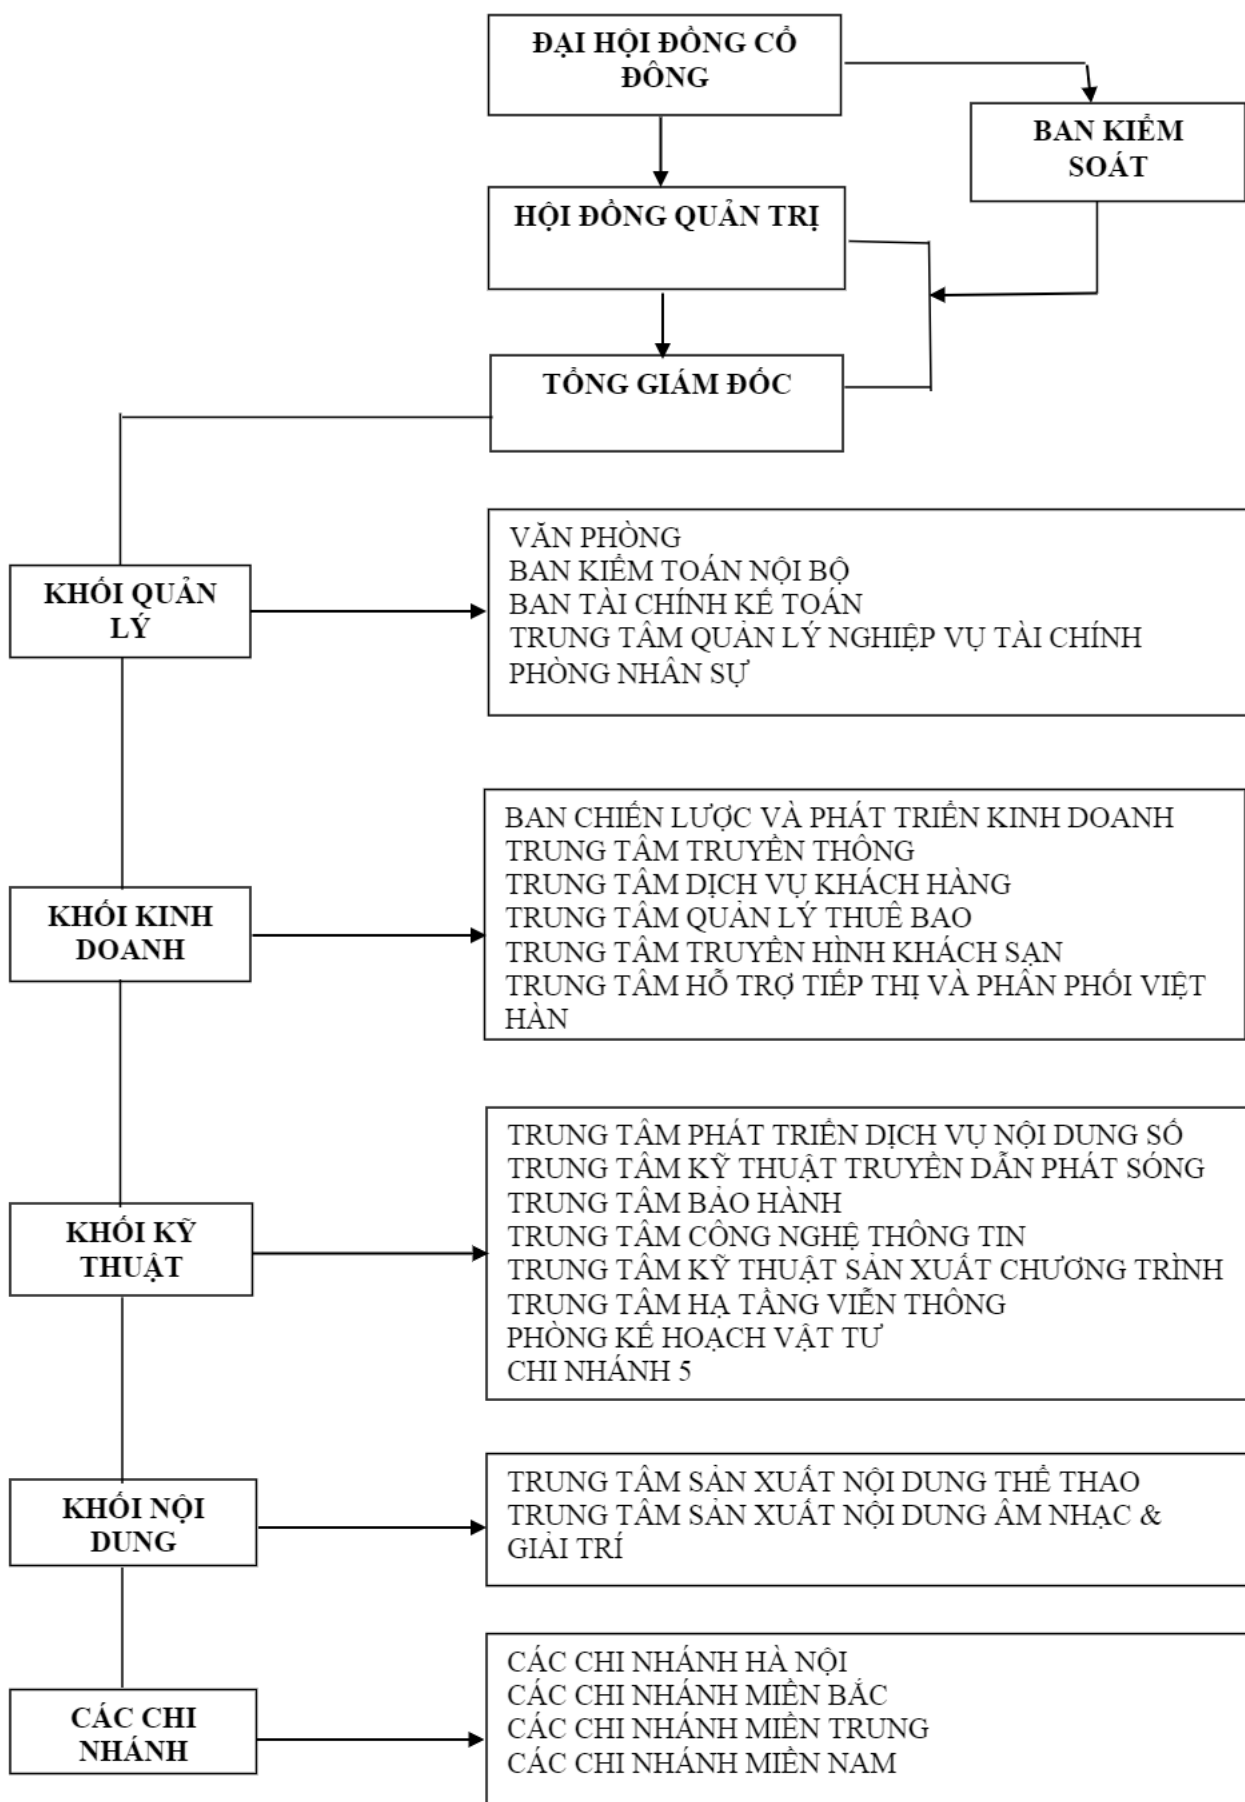 ĐẠI HỘI ĐỒNG CỔ
ĐÔNG
BAN KIỂM
SOÁT
HỘI ĐỒNG QUẢN TRỊ
TỔNG GIÁM ĐỐC
KHỐI QUẢN
LÝ
VĂN PHÒNG
BAN KIỂM TOÁN NỘI BỘ
BAN TÀI CHÍNH KẾ TOÁN
TRUNG TÂM QUẢN LÝ NGHIỆP VỤ TÀI CHÍNH
PHÒNG NHÂN SỰ
KHỐI KINH
DOANH
BAN CHIẾN LƯỢC VÀ PHÁT TRIỂN KINH DOANH
TRUNG TÂM TRUYỀN THÔNG
TRUNG TÂM DỊCH VỤ KHÁCH HÀNG
TRUNG TÂM QUẢN LÝ THUÊ BAO
TRUNG TÂM TRUYỀN HÌNH KHÁCH SẠN
TRUNG TÂM HỖ TRỢ TIẾP THỊ VÀ PHÂN PHỐI VIỆT
HÀN
KHỐI KỸ
THUẬT
TRUNG TÂM PHÁT TRIỂN DỊCH VỤ NỘI DUNG SỐ
TRUNG TÂM KỸ THUẬT TRUYỀN DẪN PHÁT SÓNG
TRUNG TÂM BẢO HÀNH
TRUNG TÂM CÔNG NGHỆ THÔNG TIN
TRUNG TÂM KỸ THUẬT SẢN XUẤT CHƯƠNG TRÌNH
TRUNG TÂM HẠ TẦNG VIỄN THÔNG
PHÒNG KẾ HOẠCH VẬT TƯ
CHI NHÁNH 5
KHỐI NỘI
DUNG
TRUNG TÂM SẢN XUẤT NỘI DUNG THỂ THAO
TRUNG TÂM SẢN XUẤT NỘI DUNG ÂM NHẠC &
GIẢI TRÍ
CÁC CHI
NHÁNH
CÁC CHI NHÁNH HÀ NỘI
CÁC CHI NHÁNH MIỀN BẮC
CÁC CHI NHÁNH MIỀN TRUNG
CÁC CHI NHÁNH MIỀN NAM